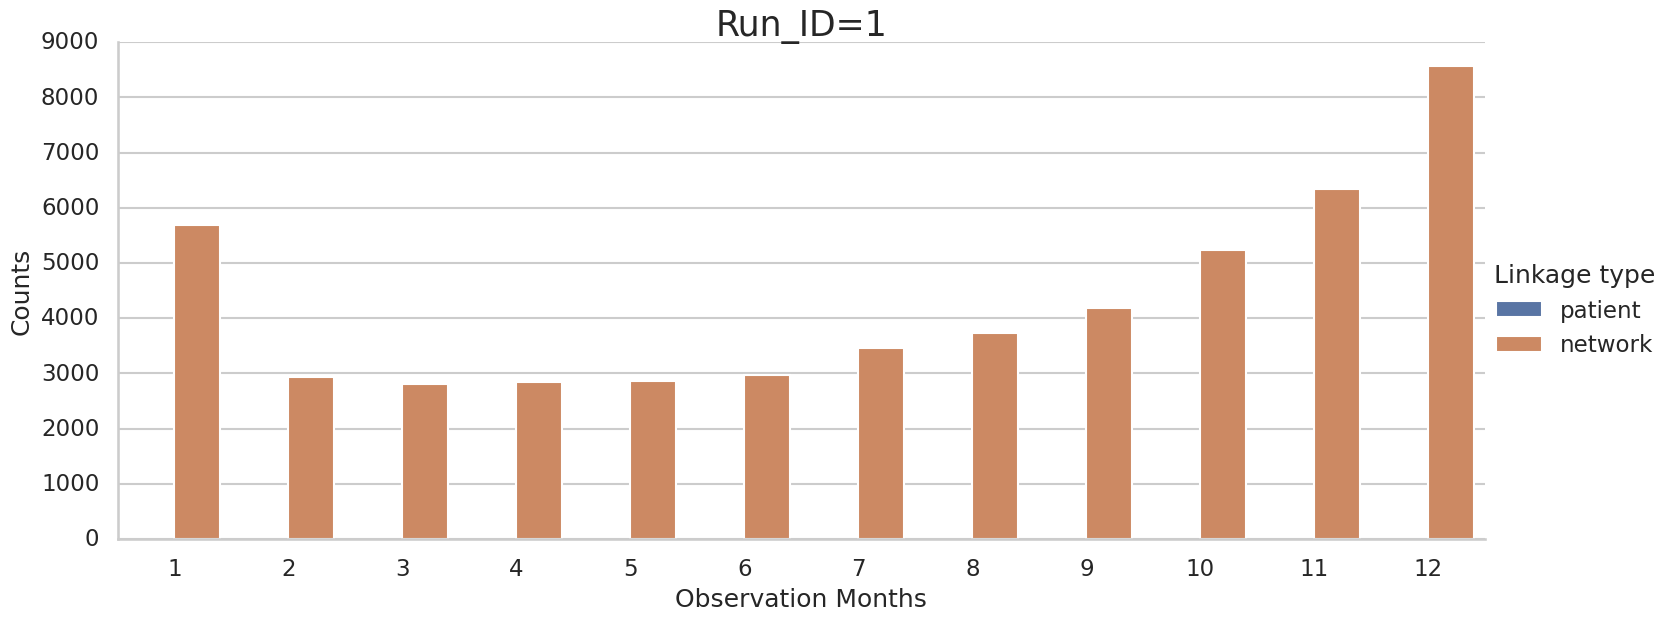 Run_ID=1
9000
8000
7000
6000
5000
4000
3000
2000
1000
0
Counts
1 2 3 4 5 6 7 8 9 10 11 12
Observation Months
Linkage type
patient
network